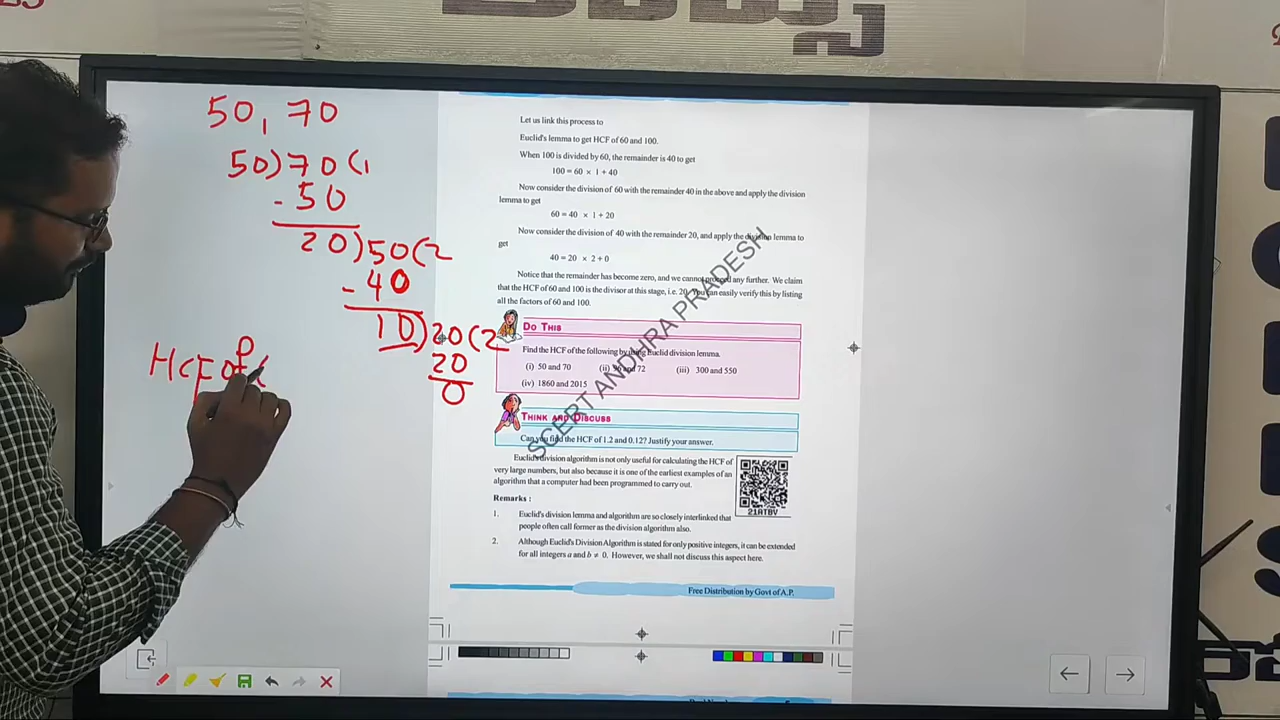 50, 70
50)70(1
- 50
20)50(2
- 40
10)20(2
20
0
HCF of (
Let us link this process to
Euclid's lemma to get HCF of 60 and 100.
When 100 is divided by 60, the remainder is 40 to get
100 = 60 × 1 + 40
Now consider the division of 60 with the remainder 40 in the above and apply the division
lemma to get
60 = 40 × 1 + 20
Now consider the division of 40 with the remainder 20, and apply the division lemma to
get
40 = 20 × 2 + 0
Notice that the remainder has become zero, and we cannot proceed any further. We claim
that the HCF of 60 and 100 is the divisor at this stage, i.e. 20. You can easily verify this by listing
all the factors of 60 and 100.
DO THIS
Find the HCF of the following by using Euclid division lemma.
(i) 50 and 70 (ii) 96 and 72 (iii) 300 and 550
(iv) 1860 and 2015
THINK AND DISCUSS
Can you find the HCF of 1.2 and 0.12? Justify your answer.
Euclid's division algorithm is not only useful for calculating the HCF of
very large numbers, but also because it is one of the earliest examples of an
algorithm that a computer had been programmed to carry out.
21ATBV
Remarks :
1. Euclid's division lemma and algorithm are so closely interlinked that
people often call former as the division algorithm also.
2. Although Euclid's Division Algorithm is stated for only positive integers, it can be extended
for all integers a and b ≠ 0. However, we shall not discuss this aspect here.
Free Distribution by Govt of A.P.
SCERT ANDHRA PRADESH